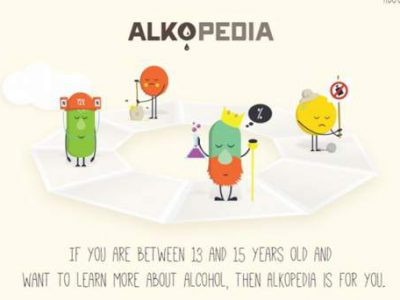 ALKOPEDIA
%
IF YOU ARE BETWEEN 13 AND 15 YEARS OLD AND
WANT TO LEARN MORE ABOUT ALCOHOL, THEN ALKOPEDIA IS FOR YOU.